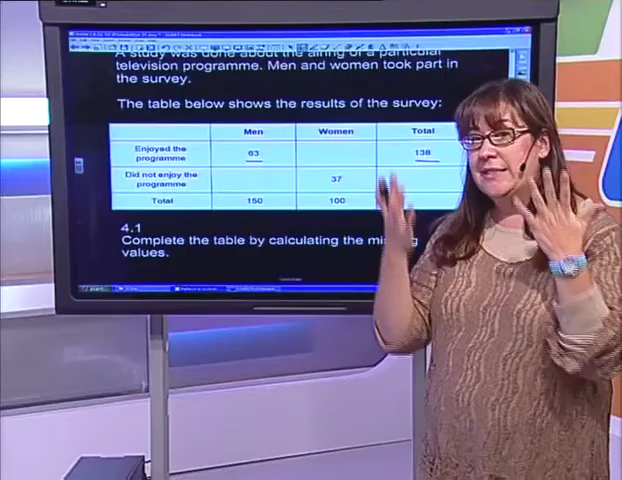 A study was done about the airing of a particular
television programme. Men and women took part in
the survey.
The table below shows the results of the survey:
Men Women Total
Enjoyed the programme 63 138
Did not enjoy the programme 37
Total 150 100
4.1
Complete the table by calculating the
values.